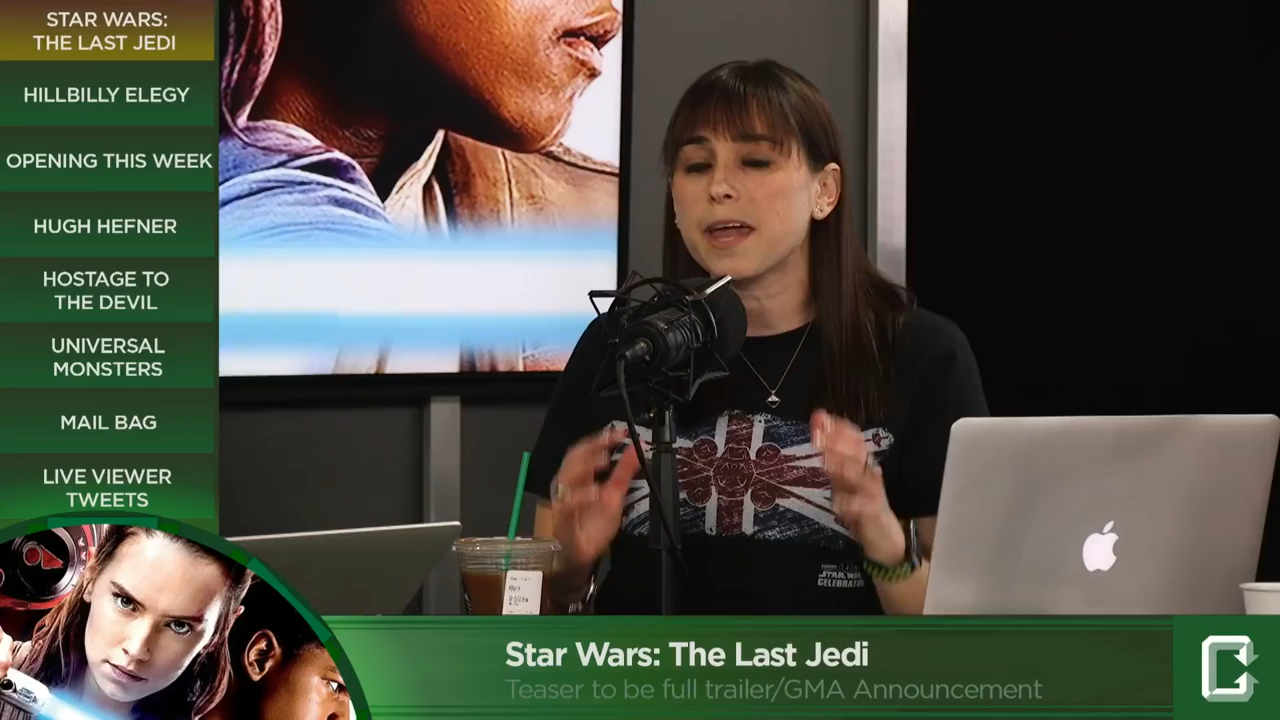 STAR WARS:
THE LAST JEDI
HILLBILLY ELEGY
OPENING THIS WEEK
HUGH HEFNER
HOSTAGE TO
THE DEVIL
UNIVERSAL
MONSTERS
MAIL BAG
LIVE VIEWER
TWEETS
STAR WARS
CELEBRATION
Star Wars: The Last Jedi
Teaser to be full trailer/GMA Announcement